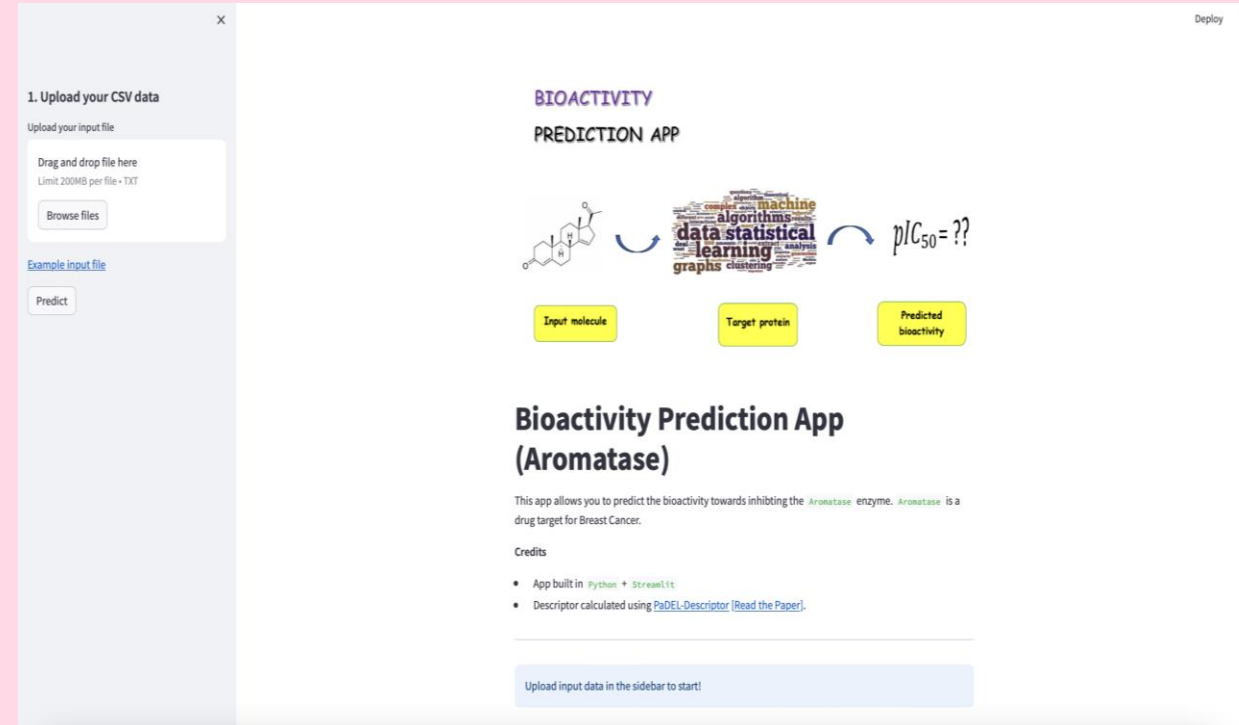 ×
Deploy
1. Upload your CSV data
Upload your input file
Drag and drop file here
Limit 200MB per file • TXT
Browse files
Example input file
Predict
BIOACTIVITY
PREDICTION APP
O
H
H
H
O
algorithm
complex
machine
algorithms
data statistical
learning
analysis
graphs clustering
pIC50 = ??
Input molecule
Target protein
Predicted
bioactivity
Bioactivity Prediction App
(Aromatase)
This app allows you to predict the bioactivity towards inhibting the Aromatase enzyme. Aromatase is a
drug target for Breast Cancer.
Credits
• App built in Python + Streamlit
• Descriptor calculated using PaDEL-Descriptor [Read the Paper].
Upload input data in the sidebar to start!